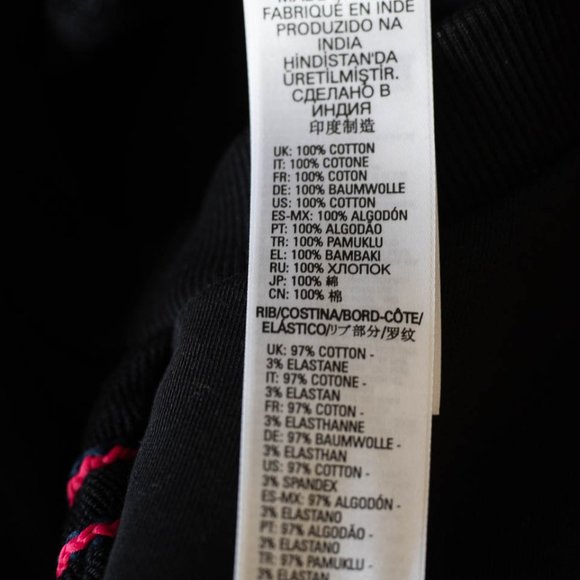 FABRIQUE EN INDE
PRODUZIDO NA
INDIA
HİNDİSTAN'DA
ÜRETİLMİŞTİR.
СДЕЛАНО В
ИНДИЯ
印度制造
UK: 100% COTTON
IT: 100% COTONE
FR: 100% COTON
DE: 100% BAUMWOLLE
US: 100% COTTON
ES-MX: 100% ALGODÓN
PT: 100% ALGODÃO
TR: 100% PAMUKLU
EL: 100% BAMBAKI
RU: 100% ХЛОПОК
JP: 100% 綿
CN: 100% 棉
RIB/COSTINA/BORD-CÔTE/
ELÁSTICO/リブ部分/罗纹
UK: 97% COTTON -
3% ELASTANE
IT: 97% COTONE -
3% ELASTAN
FR: 97% COTON -
3% ELASTHANNE
DE: 97% BAUMWOLLE -
3% ELASTHAN
US: 97% COTTON -
3% SPANDEX
ES-MX: 97% ALGODÓN -
3% ELASTANO
PT: 97% ALGODÃO -
3% ELASTANO
TR: 97% PAMUKLU -
3% ELASTAN